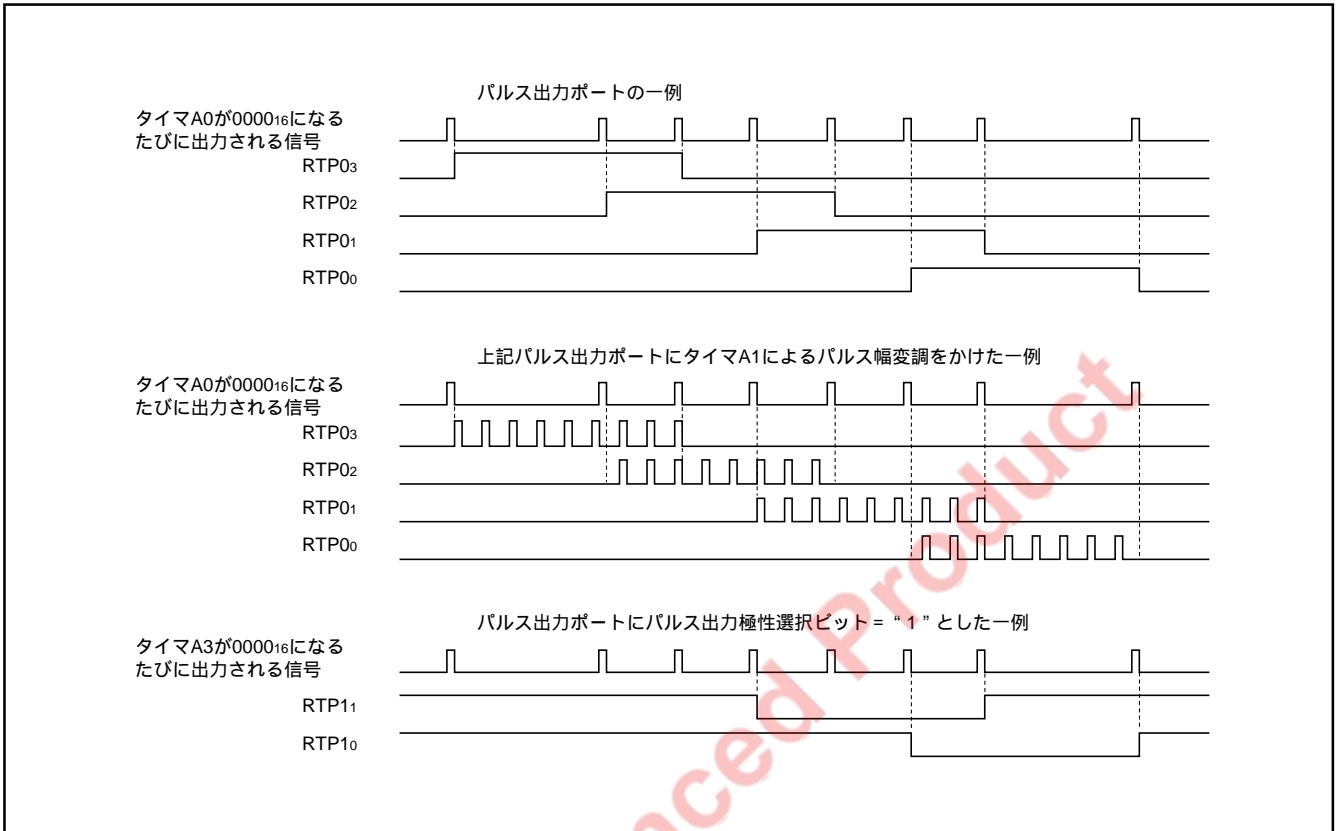 パルス出力ポートの一例
タイマA0が0000₁₆になる
たびに出力される信号
RTP0₃
RTP0₂
RTP0₁
RTP0₀
上記パルス出力ポートにタイマA1によるパルス幅変調をかけた一例
タイマA0が0000₁₆になる
たびに出力される信号
RTP0₃
RTP0₂
RTP0₁
RTP0₀
パルス出力ポートにパルス出力極性選択ビット = “ 1 ” とした一例
タイマA3が0000₁₆になる
たびに出力される信号
RTP1₁
RTP1₀
nced Product